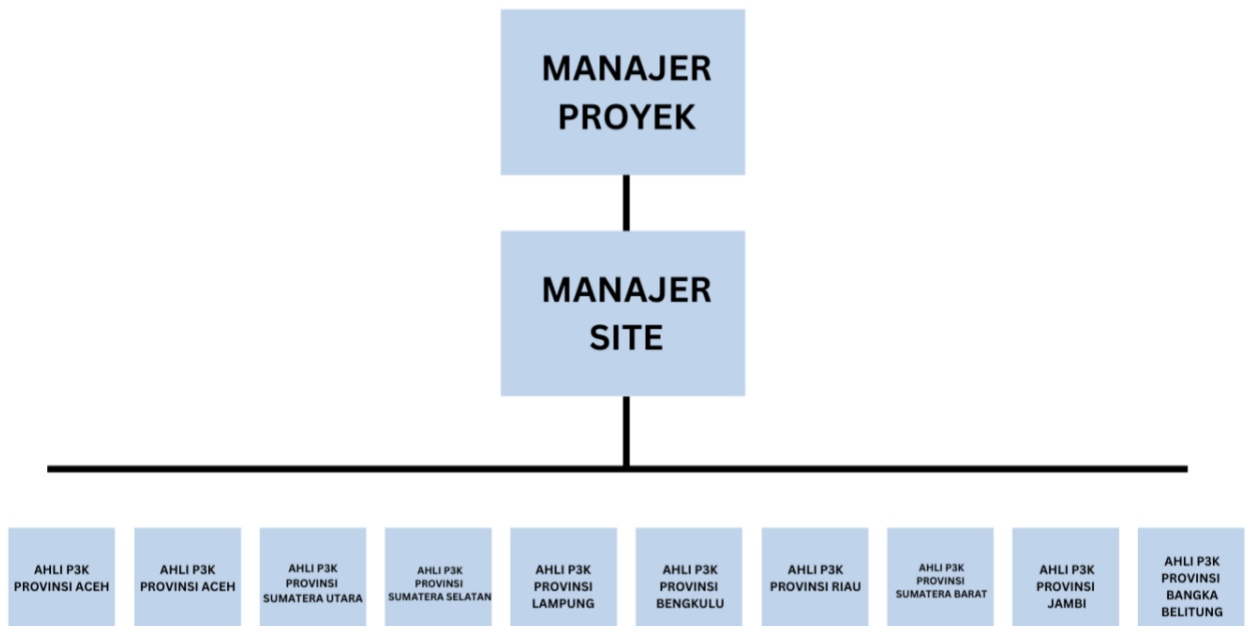 MANAJER
PROYEK
MANAJER
SITE
AHLI P3K
PROVINSI ACEH
AHLI P3K
PROVINSI ACEH
AHLI P3K
PROVINSI
SUMATERA UTARA
AHLI P3K
PROVINSI
SUMATERA SELATAN
AHLI P3K
PROVINSI
LAMPUNG
AHLI P3K
PROVINSI
BENGKULU
AHLI P3K
PROVINSI RIAU
AHLI P3K
PROVINSI
SUMATERA BARAT
AHLI P3K
PROVINSI
JAMBI
AHLI P3K
PROVINSI
BANGKA
BELITUNG